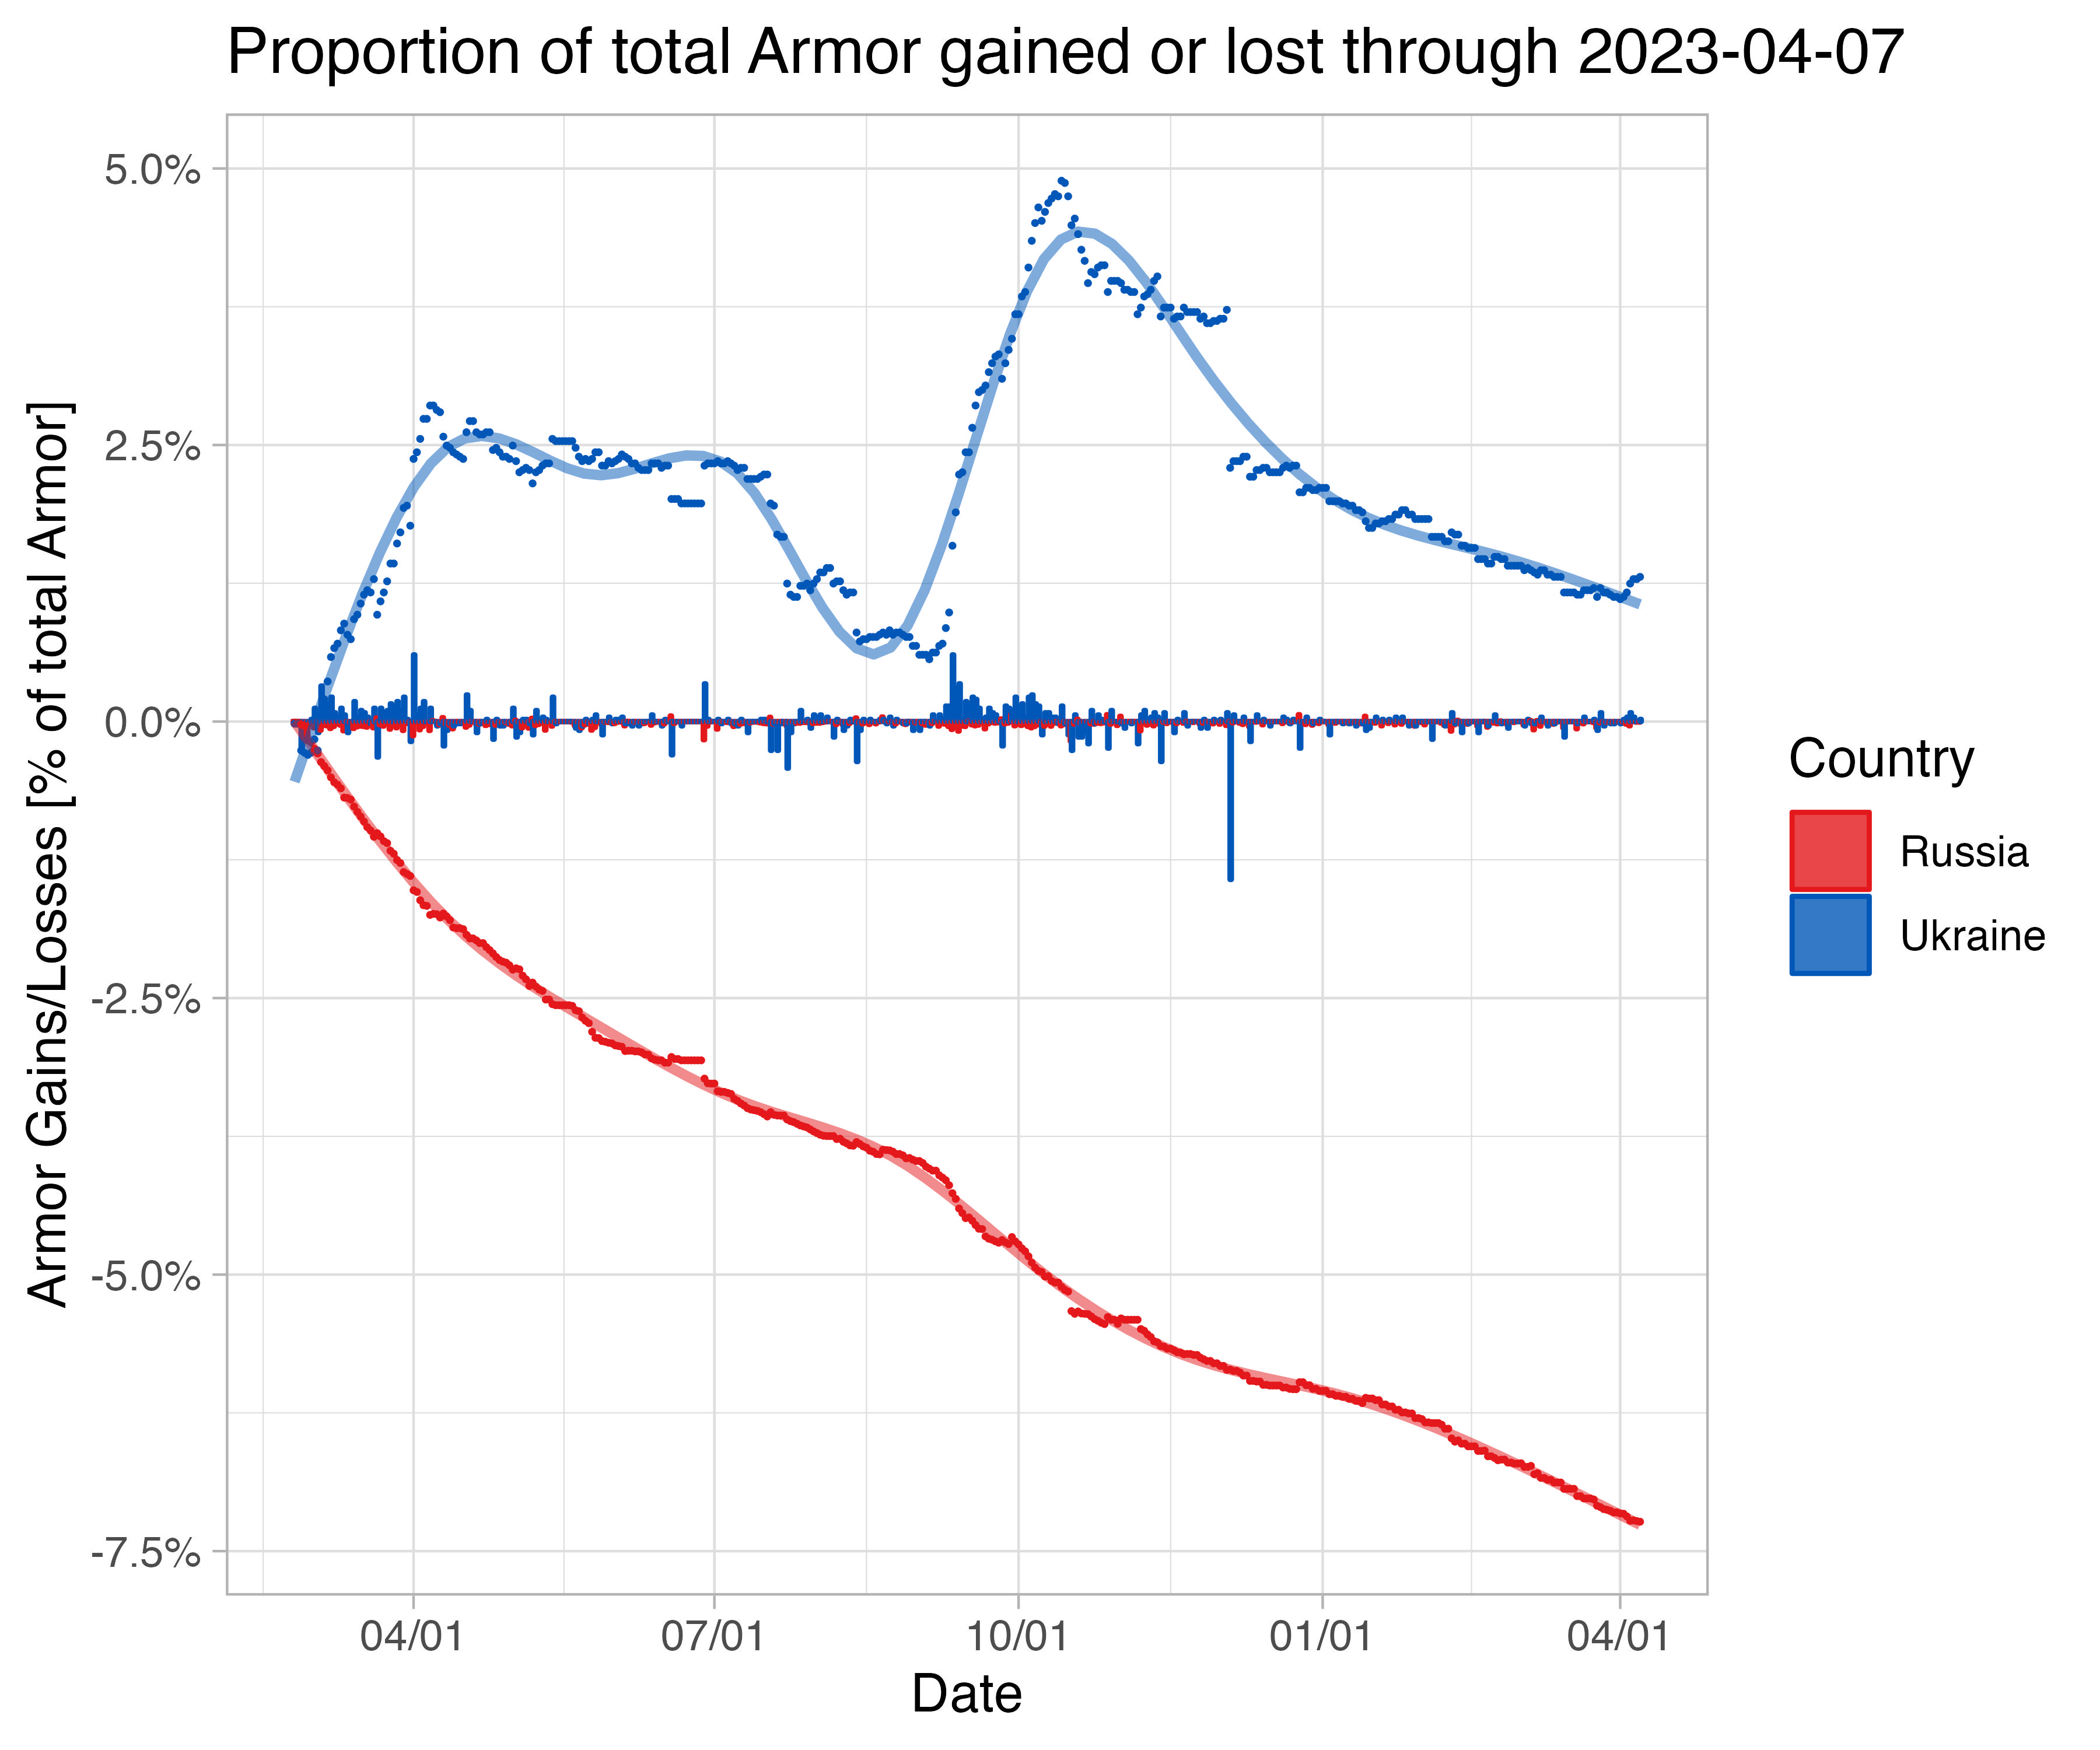 Proportion of total Armor gained or lost through 2023-04-07
Armor Gains/Losses [% of total Armor]
5.0%
2.5%
0.0%
-2.5%
-5.0%
-7.5%
04/01
07/01
10/01
01/01
04/01
Date
Country
Russia
Ukraine